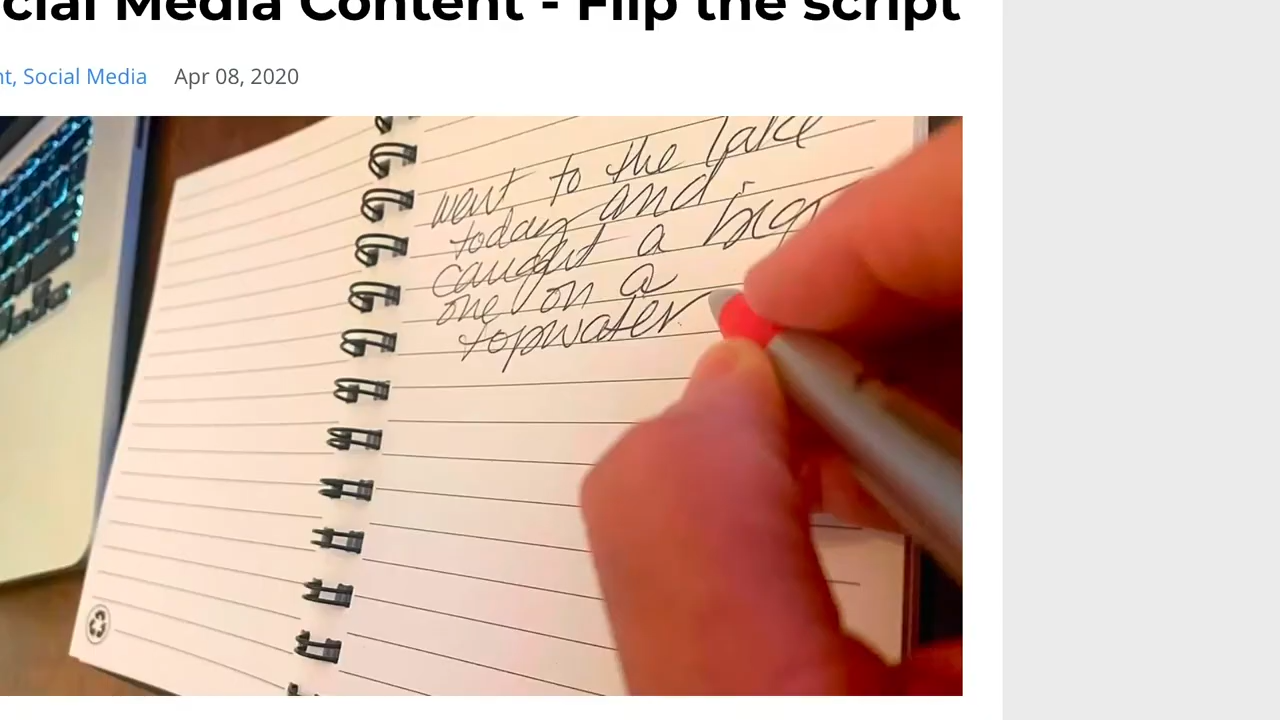 cial Media Content - Flip the script
nt, Social Media Apr 08, 2020
went to the lake
today and
caught a big
one on a
topwater